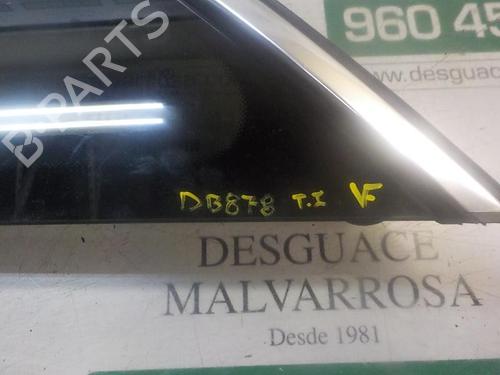 960 45
www.desguac
B-PARTS
DB878 T.I VF
DESGUACE
MALVARROSA
Desde 1981